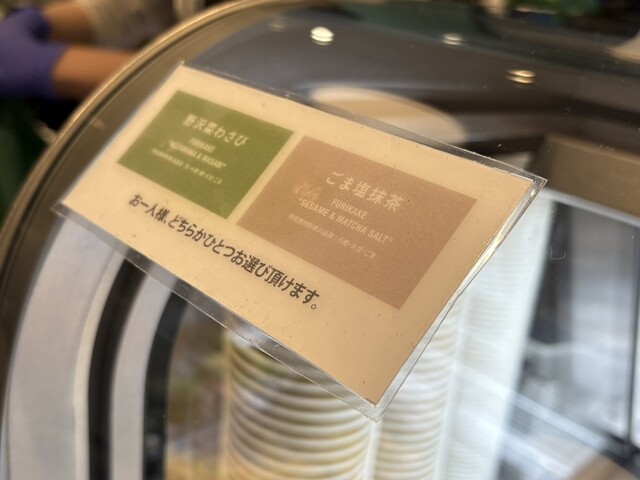 野沢菜わさび
FURIKAKE
"NOZAWANA & WASABI"
ごま塩抹茶
FURIKAKE
"SESAME & MATCHA SALT"
お一人様、どちらかひとつお選び頂けます。